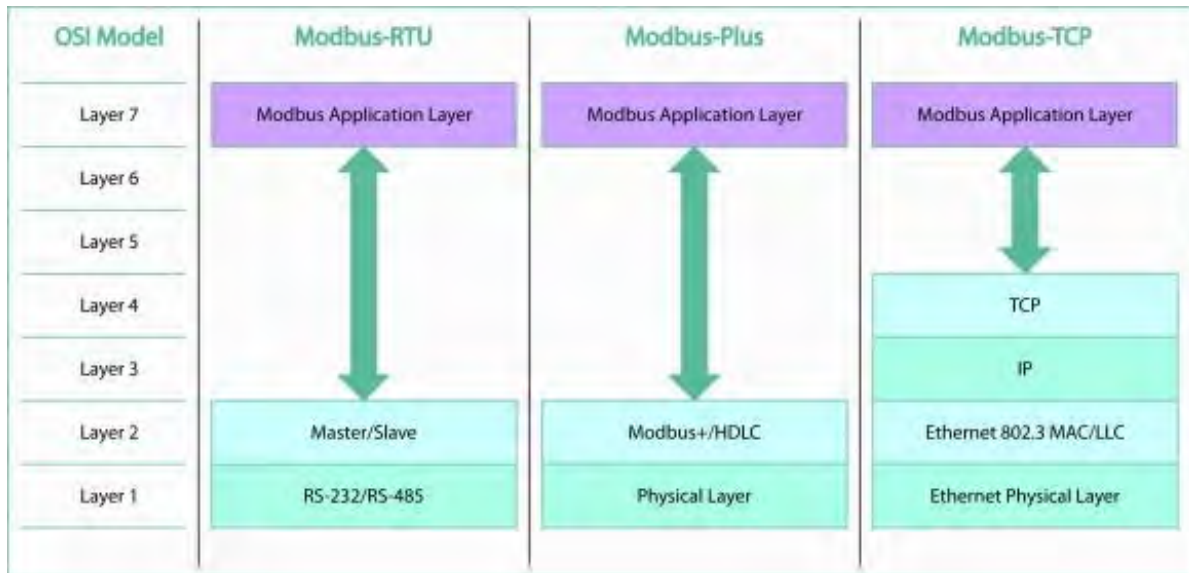 OSI Model Modbus-RTU Modbus-Plus Modbus-TCP
Layer 7 Modbus Application Layer Modbus Application Layer Modbus Application Layer
Layer 6
Layer 5
Layer 4 TCP
Layer 3 IP
Layer 2 Master/Slave Modbus+/HDLC Ethernet 802.3 MAC/LLC
Layer 1 RS-232/RS-485 Physical Layer Ethernet Physical Layer